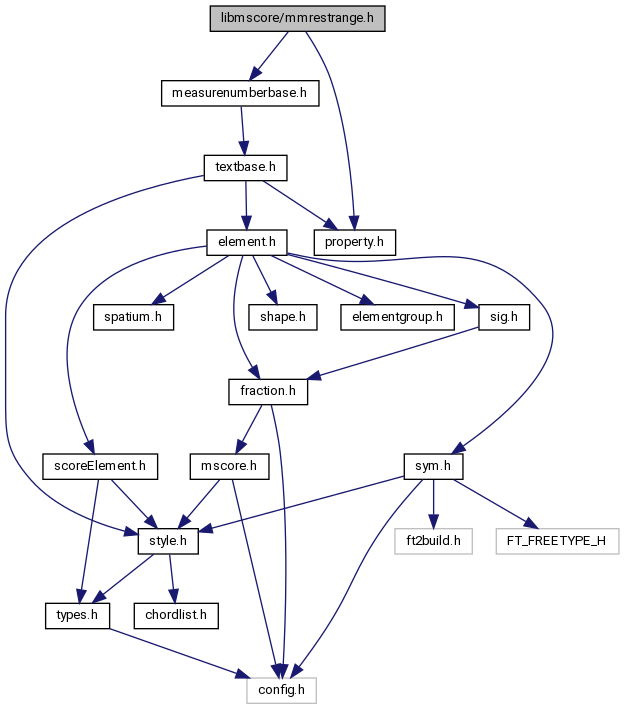 libmscore/mmrestrange.h
measurenumberbase.h
textbase.h
element.h
property.h
spatium.h
shape.h
elementgroup.h
sig.h
fraction.h
scoreElement.h
mscore.h
sym.h
style.h
ft2build.h
FT_FREETYPE_H
types.h
chordlist.h
config.h